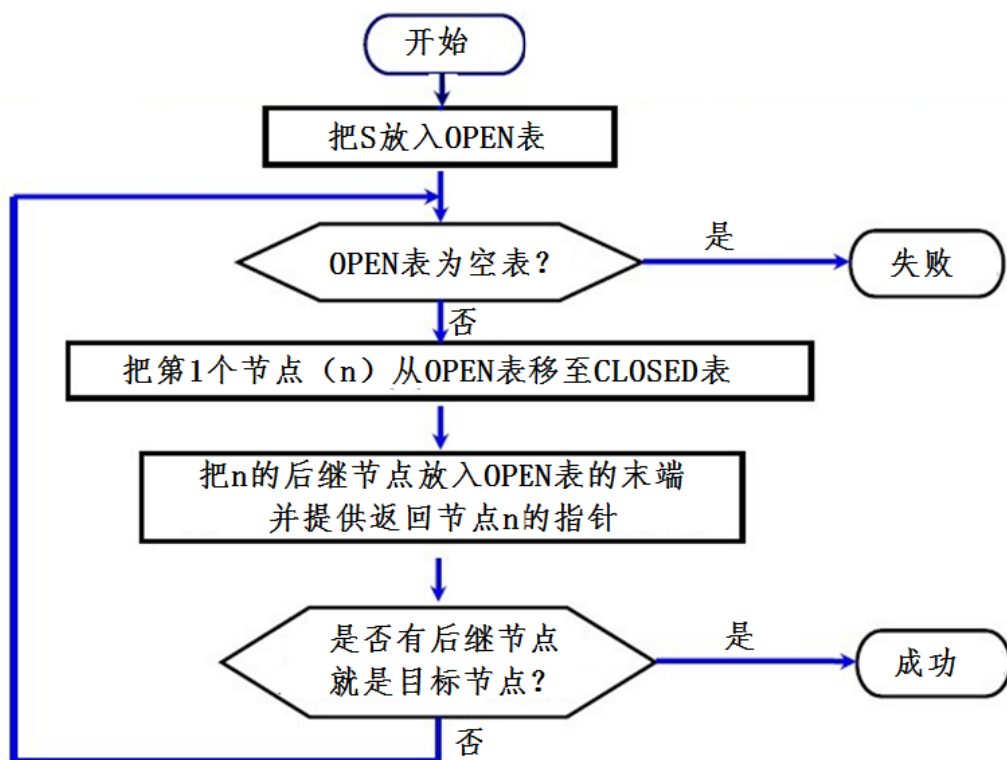 开始
把S放入OPEN表
OPEN表为空表？
是
失败
否
把第1个节点（n）从OPEN表移至CLOSED表
把n的后继节点放入OPEN表的末端
并提供返回节点n的指针
是否有后继节点
就是目标节点？
是
成功
否